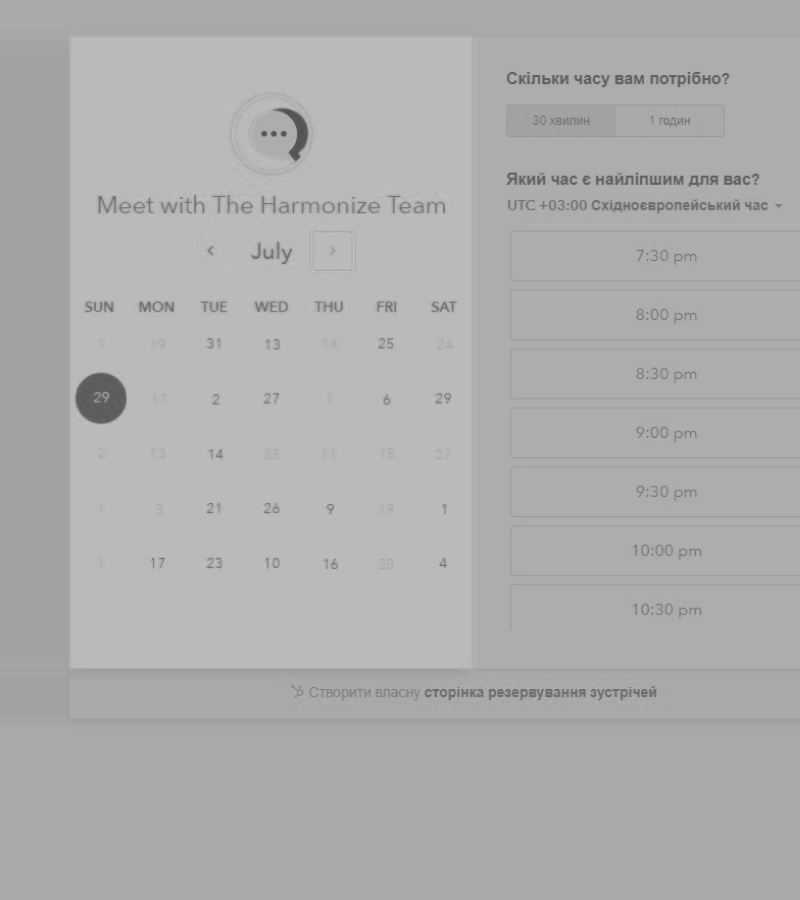 Meet with The Harmonize Team
July
SUN MON TUE WED THU FRI SAT
1 19 31 13 14 25 24
29 17 2 27 1 6 29
2 13 14 28 11 15 27
1 3 21 26 9 19 1
1 17 23 10 16 28 4
Скільки часу вам потрібно?
30 хвилин 1 годин
Який час є найліпшим для вас?
UTC +03:00 Східноєвропейський час
7:30 pm
8:00 pm
8:30 pm
9:00 pm
9:30 pm
10:00 pm
10:30 pm
Створити власну сторінка резервування зустрічей